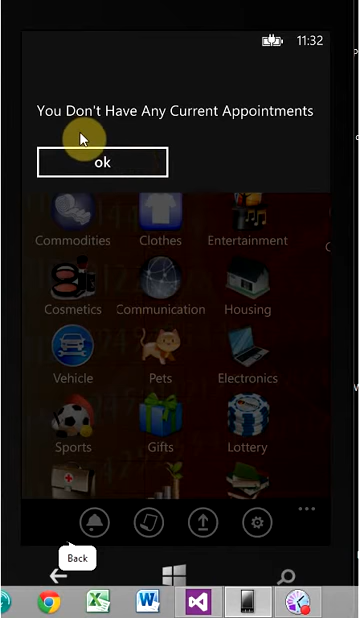 11:32
You Don't Have Any Current Appointments
ok
Commodities Clothes Entertainment
Cosmetics Communication Housing
Vehicle Pets Electronics
Sports Gifts Lottery
Back